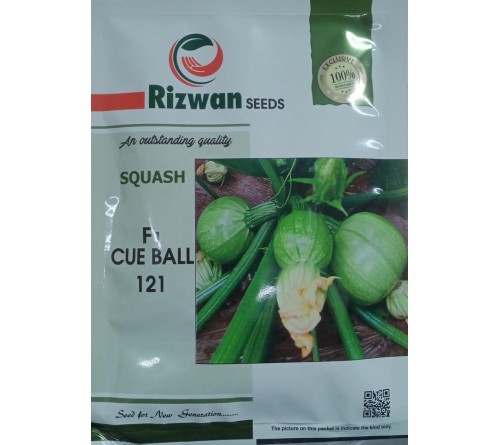 Rizwan SEEDS
100%
An outstanding quality
SQUASH
F1
CUE BALL
121
Seed for New Generation........
The picture on this packet is indicate the kind only.